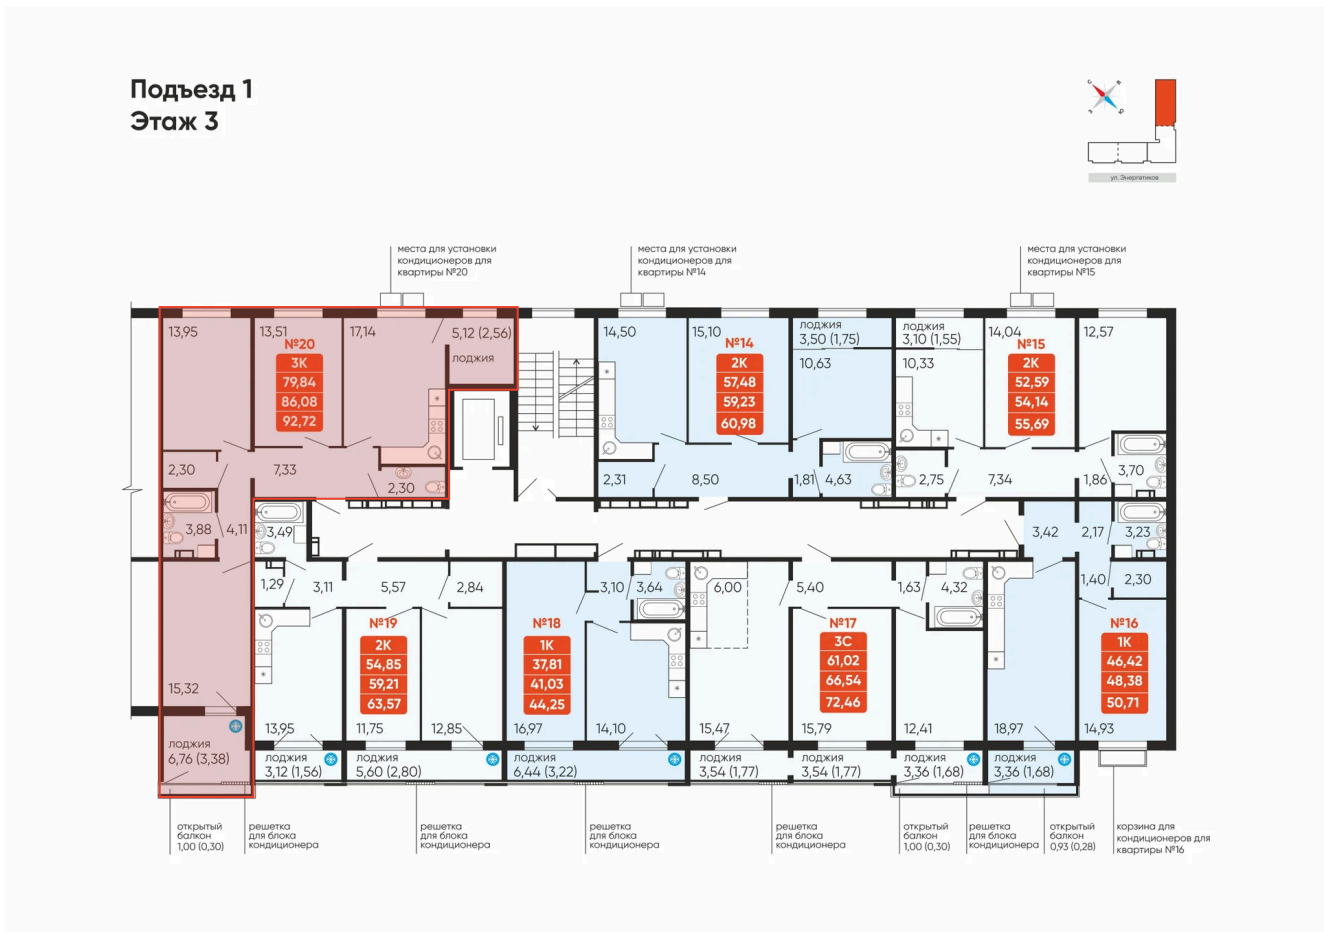 Подъезд 1
Этаж 3
С
В
З
Ю
ул. Энергетиков
места для установки
кондиционеров для
квартиры №20
места для установки
кондиционеров для
квартиры №14
места для установки
кондиционеров для
квартиры №15
13,95
13,51
17,14
5,12 (2,56)
лоджия
№20
3К
79,84
86,08
92,72
2,30
7,33
2,30
3,88
4,11
15,32
лоджия
6,76 (3,38)
14,50
15,10
лоджия
3,50 (1,75)
10,63
№14
2К
57,48
59,23
60,98
2,31
8,50
1,81
4,63
лоджия
3,10 (1,55)
10,33
14,04
12,57
№15
2К
52,59
54,14
55,69
2,75
7,34
1,86
3,70
3,49
1,29
3,11
5,57
2,84
№19
2К
54,85
59,21
63,57
13,95
11,75
12,85
лоджия
3,12 (1,56)
лоджия
5,60 (2,80)
3,10
3,64
№18
1К
37,81
41,03
44,25
16,97
14,10
лоджия
6,44 (3,22)
6,00
5,40
1,63
4,32
№17
3С
61,02
66,54
72,46
15,47
15,79
12,41
лоджия
3,54 (1,77)
лоджия
3,54 (1,77)
лоджия
3,36 (1,68)
3,42
2,17
3,23
1,40
2,30
№16
1К
46,42
48,38
50,71
18,97
14,93
лоджия
3,36 (1,68)
открытый
балкон
1,00 (0,30)
решетка
для блока
кондиционера
решетка
для блока
кондиционера
решетка
для блока
кондиционера
решетка
для блока
кондиционера
открытый
балкон
1,00 (0,30)
решетка
для блока
кондиционера
открытый
балкон
0,93 (0,28)
корзина для
кондиционеров для
квартиры №16